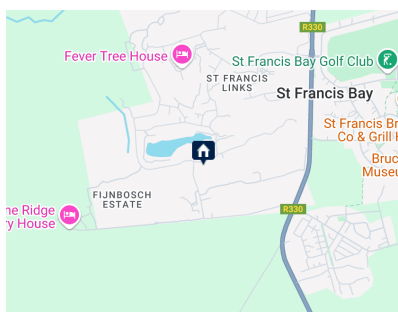 R330
Fever Tree House
St Francis Bay Golf Club
ST FRANCIS
LINKS
St Francis Bay
St Francis Br
Co & Grill H
Bruc
Museu
FIJNBOSCH
ESTATE
ne Ridge
ry House
R330